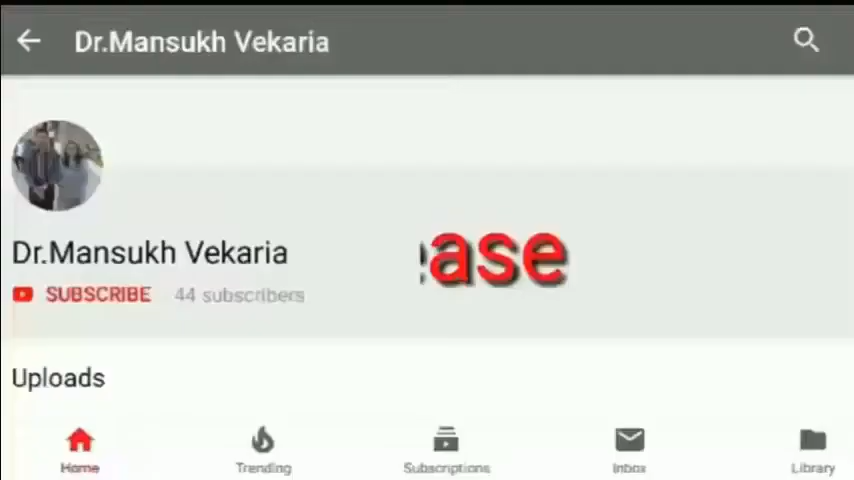 Dr.Mansukh Vekaria
Dr.Mansukh Vekaria
ase
SUBSCRIBE 44 subscribers
Uploads
Home Trending Subscriptions Inbox Library